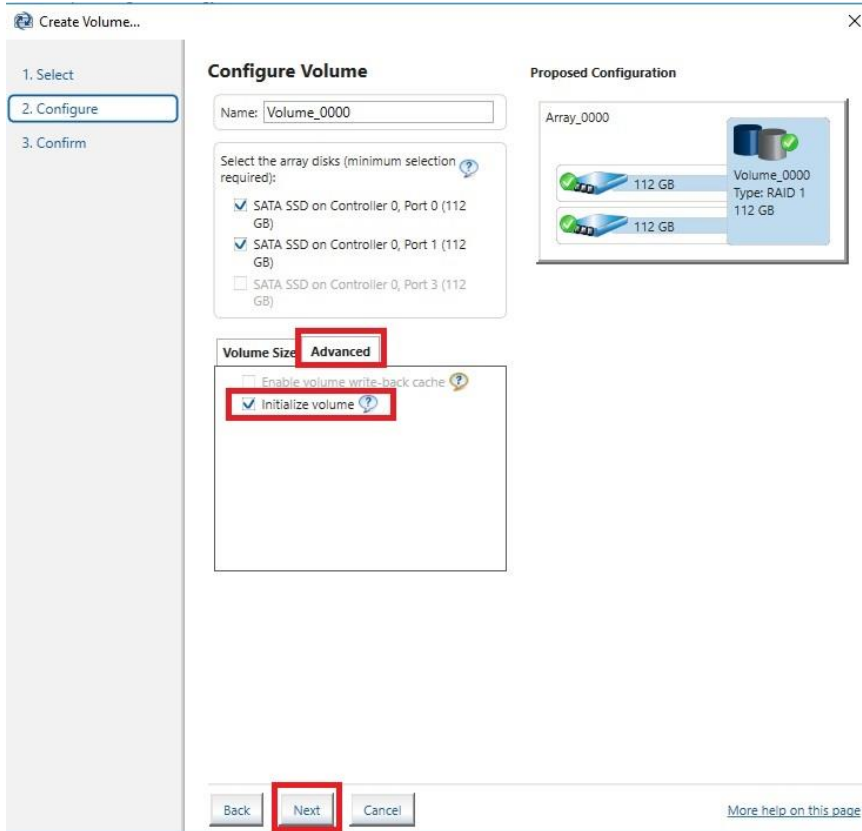 Create Volume...
1. Select
2. Configure
3. Confirm
Configure Volume
Name: Volume_0000
Select the array disks (minimum selection
required):
SATA SSD on Controller 0, Port 0 (112
GB)
SATA SSD on Controller 0, Port 1 (112
GB)
SATA SSD on Controller 0, Port 3 (112
GB)
Volume Size Advanced
Enable volume write-back cache
Initialize volume
Proposed Configuration
Array_0000
112 GB
112 GB
Volume_0000
Type: RAID 1
112 GB
Back Next Cancel
More help on this page